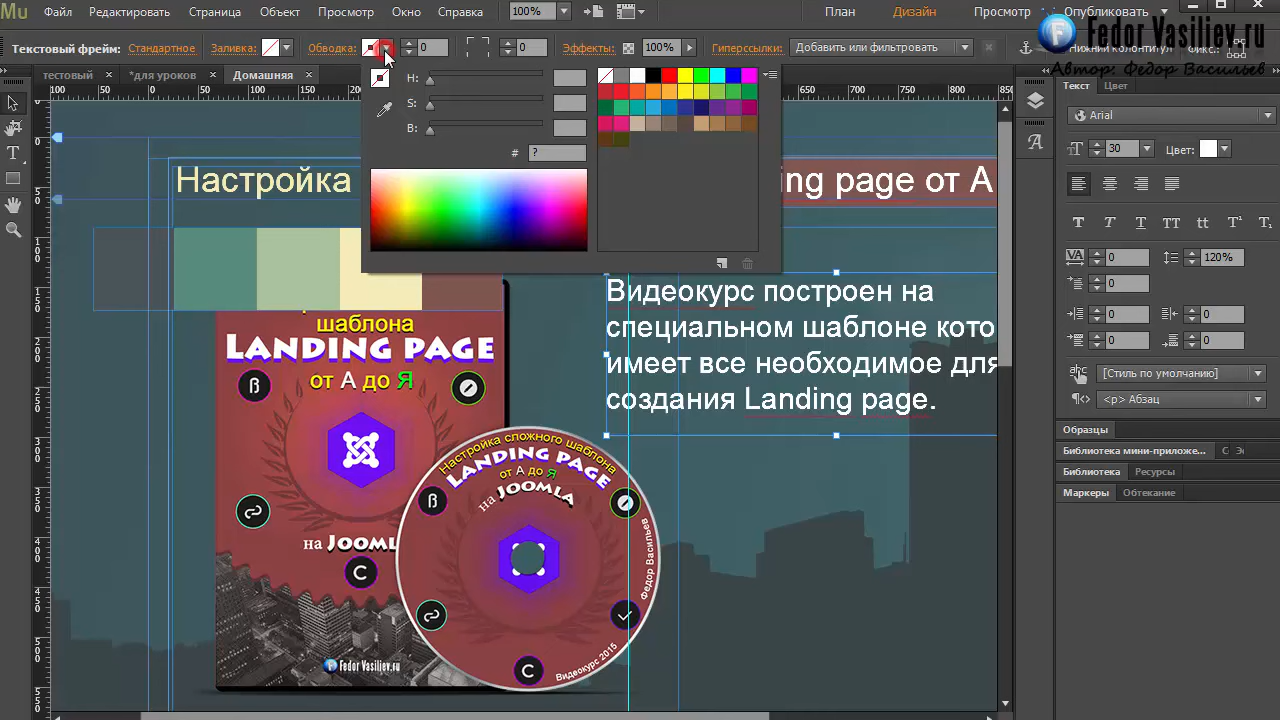 Mu Файл Редактировать Страница Объект Просмотр Окно Справка 100% План Дизайн Просмотр Опубликовать
Fedor Vasiliev.ru
Автор: Федор Васильев
Текстовый фрейм: Стандартное Заливка: Обводка: 0 0 Эффекты: 100% Гиперссылки: Добавить или фильтровать Нижний колонтитул Фикс:
тестовый × *для уроков × Домашняя ×
Текст Цвет
H:
S:
B:
# ?
Arial
30 Цвет:
0 120%
0
0 0
0 0
[Стиль по умолчанию]
<p> Абзац
Образцы
Библиотека мини-приложе...
Библиотека Ресурсы
Маркеры Обтекание
Настройка
ing page от А
Видеокурс построен на
специальном шаблоне кото
имеет все необходимое для
создания Landing page.
шаблона
Landing page
от А до Я
на Jooml
Fedor Vasiliev.ru
Настройка сложного шаблона
Landing page
от А до Я
на Joomla
Федор Васильев
Видеокурс 2015